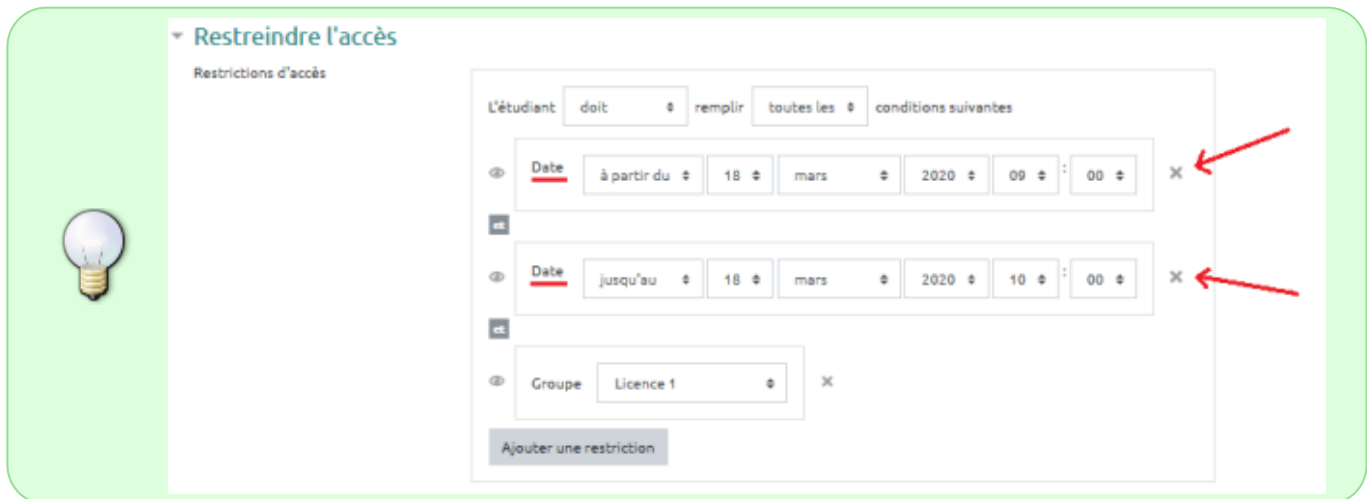 Restreindre l'accès
Restrictions d'accès
L'étudiant doit remplir toutes les conditions suivantes
Date à partir du 18 mars 2020 09 : 00
et
Date jusqu'au 18 mars 2020 10 : 00
et
Groupe Licence 1
Ajouter une restriction